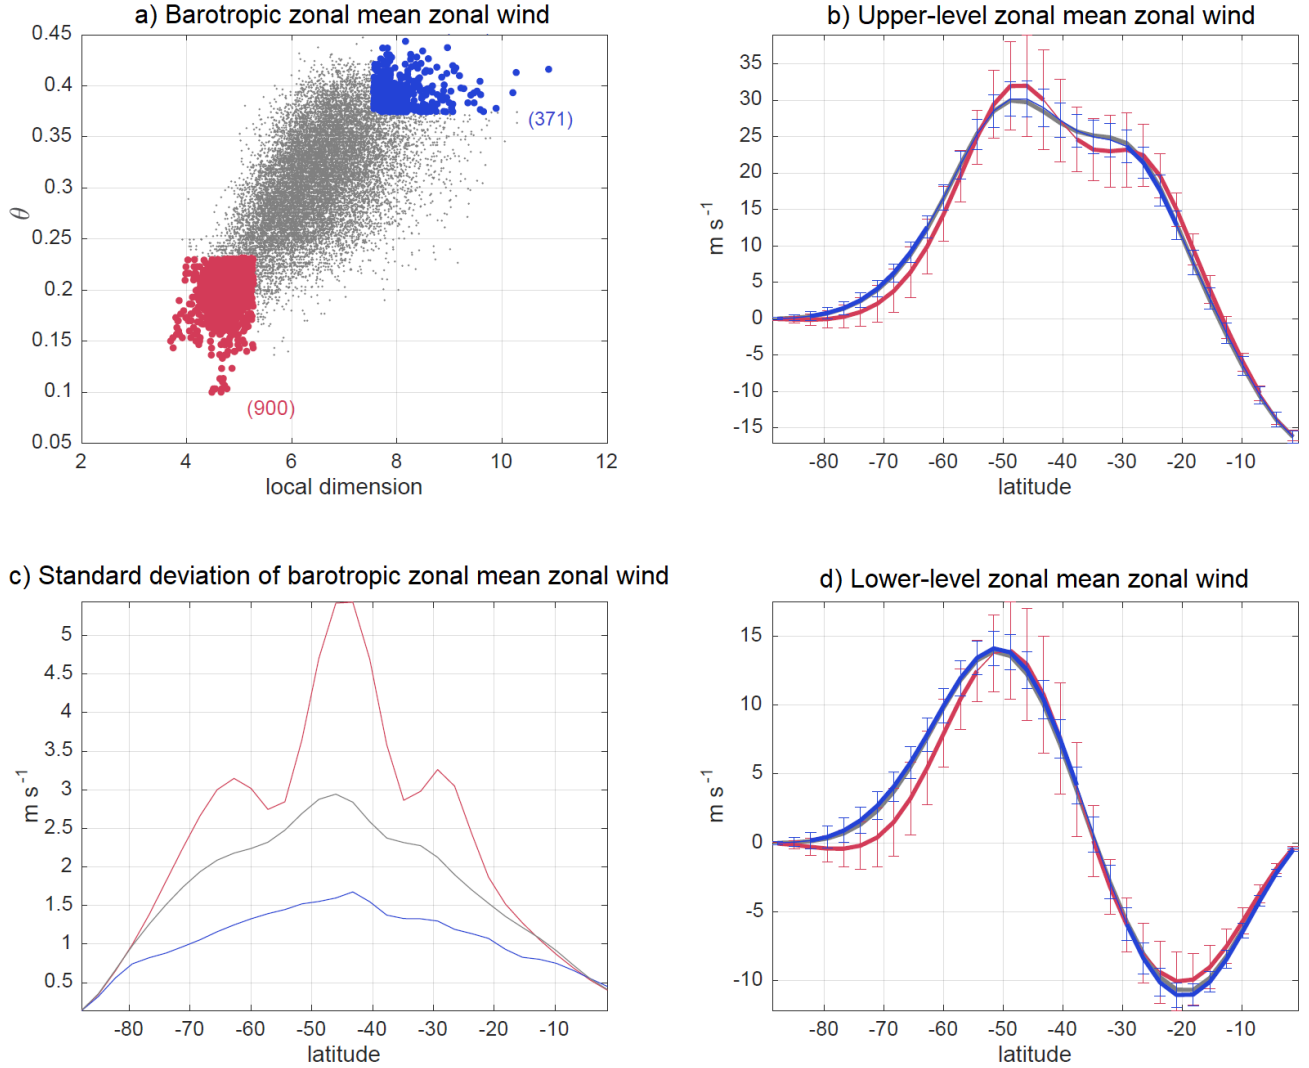 a) Barotropic zonal mean zonal wind
0.45
0.4
0.35
0.3
0.25
0.2
0.15
0.1
0.05
θ
(371)
(900)
2 4 6 8 10 12
local dimension
b) Upper-level zonal mean zonal wind
35
30
25
20
15
10
5
0
-5
-10
-15
m s⁻¹
-80 -70 -60 -50 -40 -30 -20 -10
latitude
c) Standard deviation of barotropic zonal mean zonal wind
5
4.5
4
3.5
3
2.5
2
1.5
1
0.5
m s⁻¹
-80 -70 -60 -50 -40 -30 -20 -10
latitude
d) Lower-level zonal mean zonal wind
15
10
5
0
-5
-10
m s⁻¹
-80 -70 -60 -50 -40 -30 -20 -10
latitude